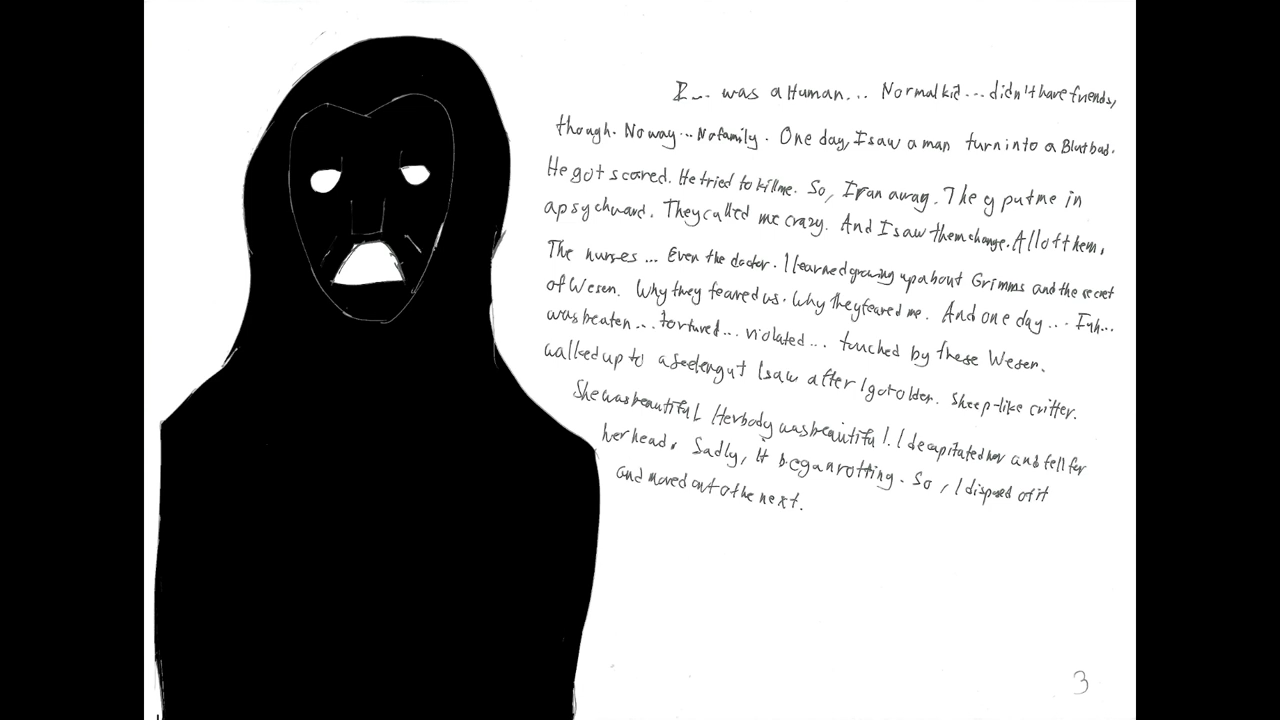 I... was a Human... Normal kid... didn't have friends,
though. No way... No family. One day, I saw a man turn into a Blutbad.
He got scared. He tried to kill me. So, I ran away. They put me in
a psychward. They called me crazy. And I saw them change. All of them.
The nurses... Even the doctor. I learned growing up about Grimms and the secret
of Wesen. Why they feared us. Why they feared me. And one day... I uh...
was beaten... tortured... violated... touched by these Wesen.
walked up to a Seelengut I saw after I got older. Sheep-like critter.
She was beautiful. Her body was beautiful. I decapitated her and fell for
her head. Sadly, it began rotting. So, I disposed of it
and moved onto the next.
3